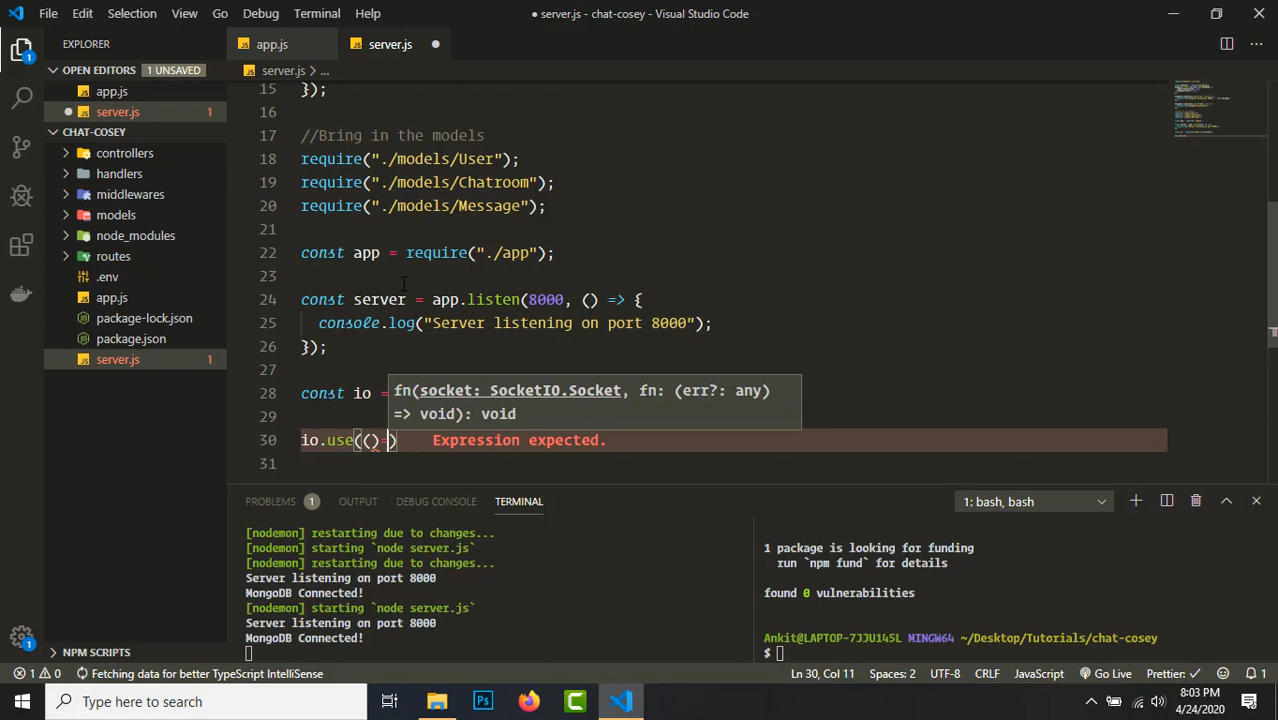 File Edit Selection View Go Debug Terminal Help
● server.js - chat-cosey - Visual Studio Code
EXPLORER
app.js
server.js ●
OPEN EDITORS 1 UNSAVED
server.js > ...
app.js
server.js 1
CHAT-COSEY
controllers
handlers
middlewares
models
node_modules
routes
.env
app.js
package-lock.json
package.json
server.js 1
NPM SCRIPTS
15 });
16
17 //Bring in the models
18 require("./models/User");
19 require("./models/Chatroom");
20 require("./models/Message");
21
22 const app = require("./app");
23
24 const server = app.listen(8000, () => {
25 console.log("Server listening on port 8000");
26 });
27
28 const io =
fn(socket: SocketIO.Socket, fn: (err?: any)
=> void): void
29
30 io.use(()=) Expression expected.
31
PROBLEMS 1 OUTPUT DEBUG CONSOLE TERMINAL
1: bash, bash
[nodemon] restarting due to changes...
[nodemon] starting `node server.js`
[nodemon] restarting due to changes...
Server listening on port 8000
MongoDB Connected!
[nodemon] starting `node server.js`
Server listening on port 8000
MongoDB Connected!
1 package is looking for funding
run `npm fund` for details
found 0 vulnerabilities
Ankit@LAPTOP-7JJU145L MINGW64 ~/Desktop/Tutorials/chat-cosey
$
1 0 Fetching data for better TypeScript IntelliSense
Ln 30, Col 11 Spaces: 2 UTF-8 CRLF JavaScript Go Live Prettier: ✓ 1
Type here to search
Ps
C
8:03 PM
4/24/2020